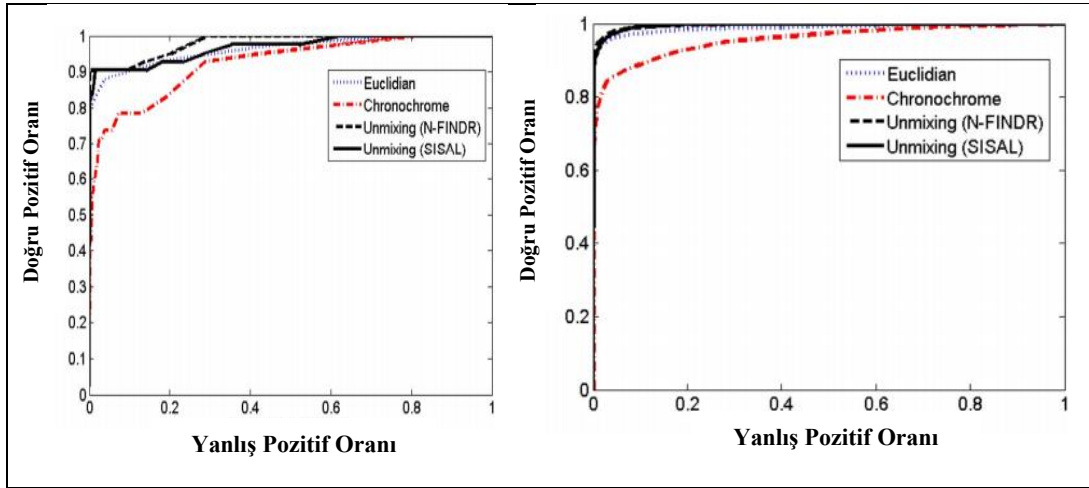 Doğru Pozitif Oranı
1
0.9
0.8
0.7
0.6
0.5
0.4
0.3
0.2
0.1
0
Euclidian
Chronochrome
Unmixing (N-FINDR)
Unmixing (SISAL)
0 0.2 0.4 0.6 0.8 1
Yanlış Pozitif Oranı
Doğru Pozitif Oranı
1
0.8
0.6
0.4
0.2
0
Euclidian
Chronochrome
Unmixing (N-FINDR)
Unmixing (SISAL)
0 0.2 0.4 0.6 0.8 1
Yanlış Pozitif Oranı